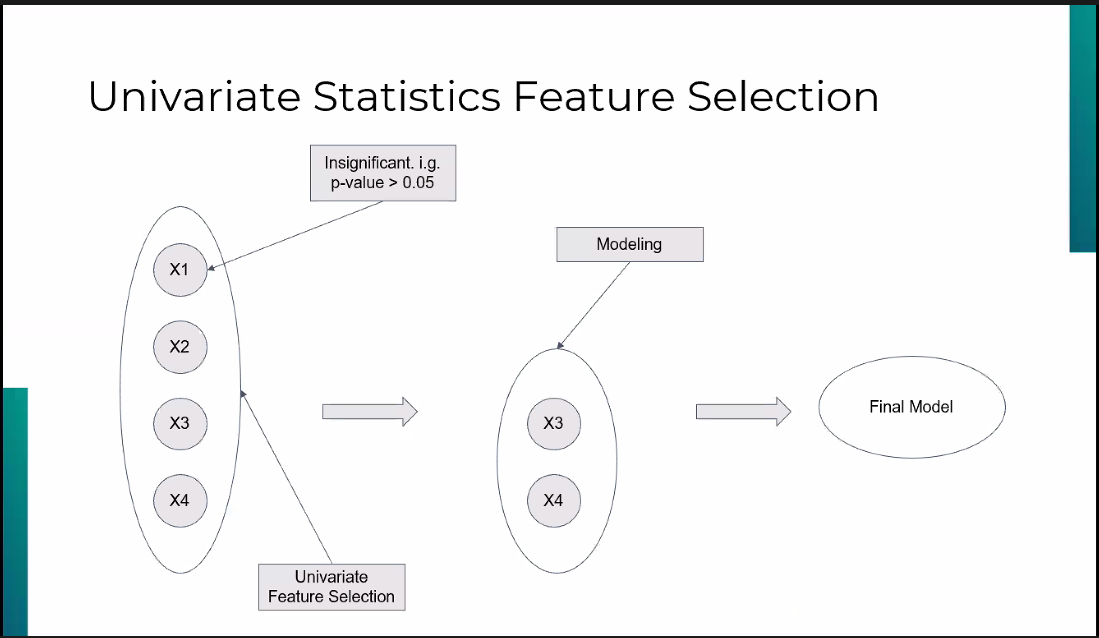 Univariate Statistics Feature Selection
Insignificant. i.g.
p-value > 0.05
Modeling
X1
X2
X3
X4
X3
X4
Final Model
Univariate
Feature Selection